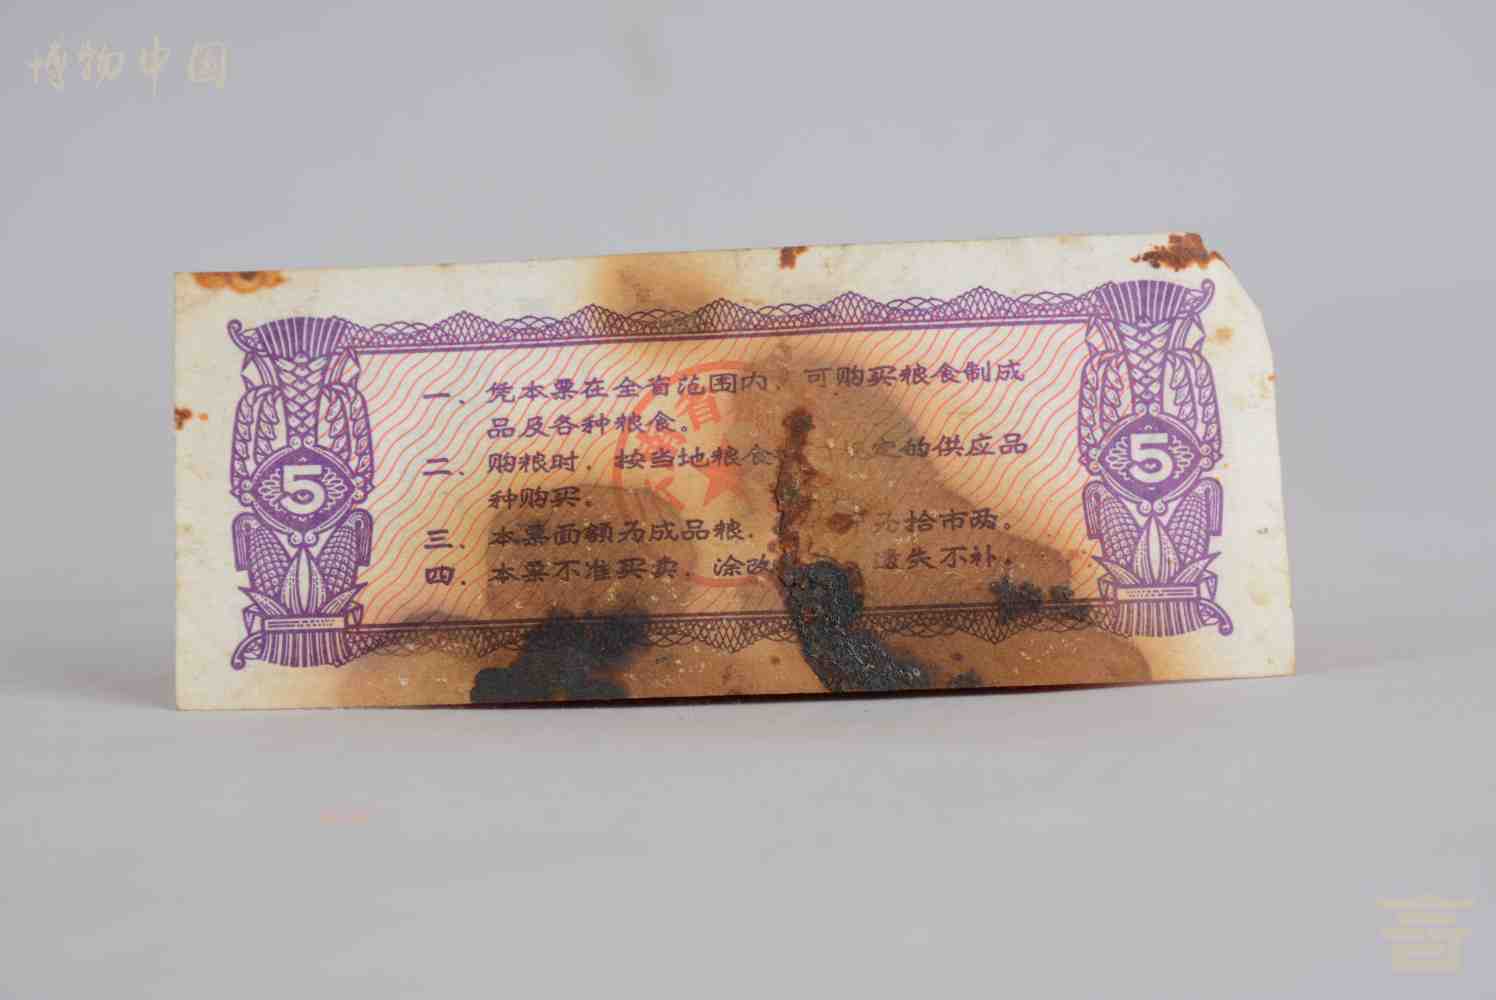 博物中国
一、凭本票在全省范围内，可购买粮食制成
品及各种粮食。
二、购粮时，按当地粮食 定的供应品
种购买。
三、本票面额为成品粮， 拾市两。
四、本票不准买卖，涂改 遗失不补。
5
5
省